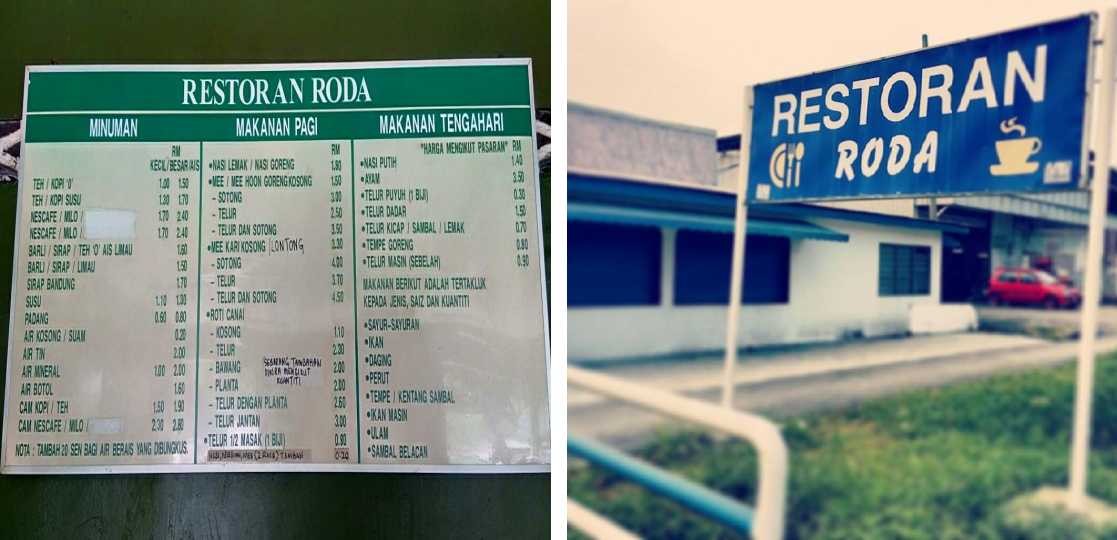 RESTORAN RODA
MINUMAN
RM
KECIL/BESAR/AIS
TEH / KOPI 'O' 1.00 1.50
TEH / KOPI SUSU 1.30 1.70
NESCAFE / MILO / 1.70 2.40
NESCAFE / MILO / 1.70 2.40
BARLI / SIRAP / TEH 'O' AIS LIMAU 1.60
BARLI / SIRAP / LIMAU 1.50
SIRAP BANDUNG 1.70
SUSU 1.10
PADANG 0.60 0.80
AIR KOSONG / SUAM 0.20
AIR TIN 2.00
AIR MINERAL 1.00 2.00
AIR BOTOL 1.60
CAM KOPI / TEH 1.50 1.90
CAM NESCAFE / MILO / 2.30 2.80
NOTA : TAMBAH 20 SEN BAGI AIR BERAIS YANG DIBUNGKUS.
MAKANAN PAGI
RM
•NASI LEMAK / NASI GORENG 1.80
•MEE / MEE HOON GORENG KOSONG 1.50
- SOTONG 3.00
- TELUR 2.50
- TELUR DAN SOTONG 3.50
•MEE KARI KOSONG / LONTONG 3.30
- SOTONG 4.00
- TELUR 3.70
- TELUR DAN SOTONG 4.50
•ROTI CANAI
- KOSONG 1.10
- TELUR 2.30
- BAWANG 2.00
SEBARANG TAMBAHAN
DIKIRA MENGIKUT
KUANTITI
- PLANTA 2.00
- TELUR DENGAN PLANTA 2.60
- TELUR JANTAN 3.00
•TELUR 1/2 MASAK (1 BIJI) 0.80
TAMBAH 0.20
MAKANAN TENGAHARI
"HARGA MENGIKUT PASARAN" RM
•NASI PUTIH 1.40
•AYAM 3.50
•TELUR PUYUH (1 BIJI) 0.30
•TELUR DADAR 1.50
•TELUR KICAP / SAMBAL / LEMAK 0.70
•TEMPE GORENG 0.80
•TELUR MASIN (SEBELAH) 0.90
MAKANAN BERIKUT ADALAH TERTAKLUK
KEPADA JENIS, SAIZ DAN KUANTITI
•SAYUR-SAYURAN
•IKAN
•DAGING
•PERUT
•TEMPE / KENTANG SAMBAL
•IKAN MASIN
•ULAM
•SAMBAL BELACAN
RESTORAN
RODA